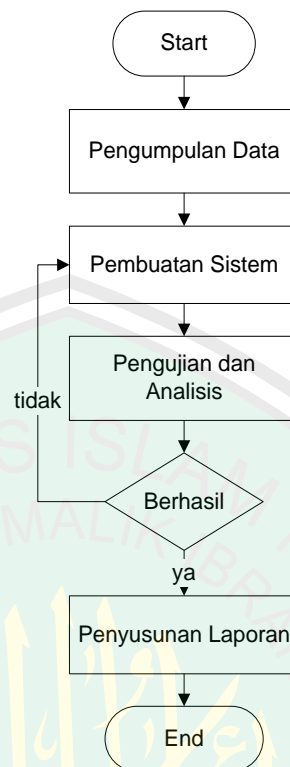 Start
Pengumpulan Data
Pembuatan Sistem
Pengujian dan
Analisis
tidak
Berhasil
ya
Penyusunan Laporan
End